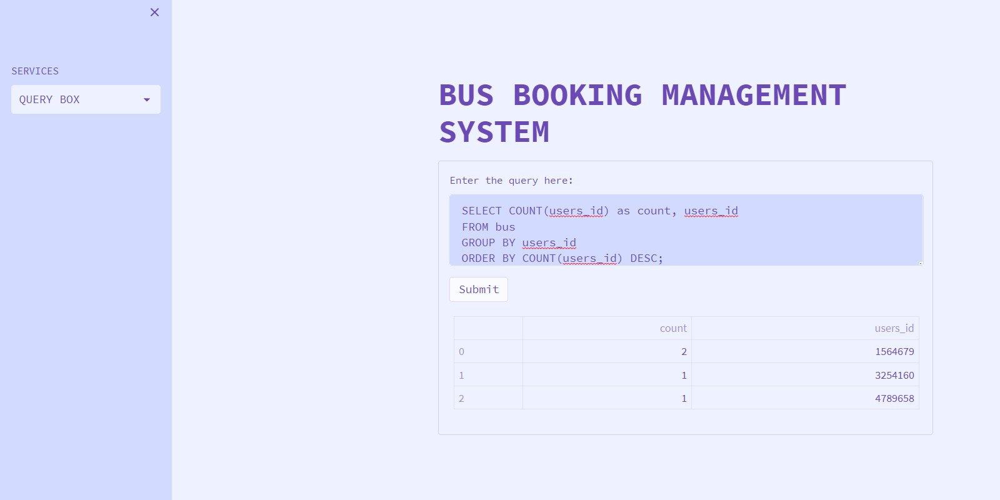 SERVICES
QUERY BOX
BUS BOOKING MANAGEMENT
SYSTEM
Enter the query here:
SELECT COUNT(users_id) as count, users_id
FROM bus
GROUP BY users_id
ORDER BY COUNT(users_id) DESC;
Submit
count users_id
0 2 1564679
1 1 3254160
2 1 4789658